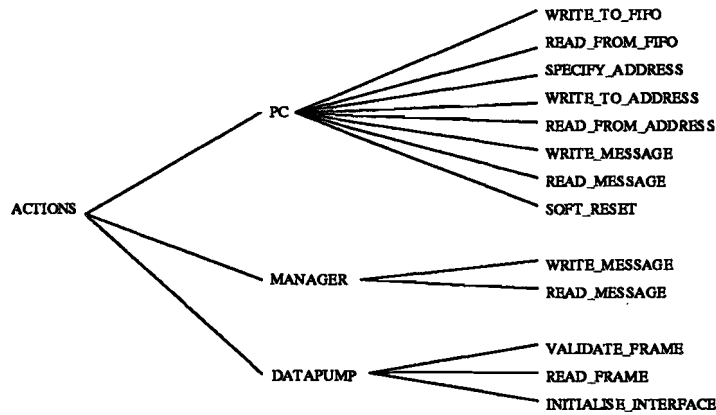 WRITE_TO_FIFO
READ_FROM_FIFO
SPECIFY_ADDRESS
WRITE_TO_ADDRESS
PC
READ_FROM_ADDRESS
WRITE_MESSAGE
READ_MESSAGE
ACTIONS
SOFT_RESET
WRITE_MESSAGE
MANAGER
READ_MESSAGE
VALIDATE_FRAME
DATAPUMP
READ_FRAME
INITIALISE_INTERFACE